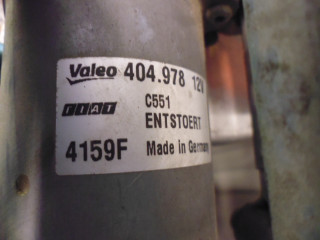 Valeo 404.978 12V
FIAT C551
ENTSTOERT
4159F Made in Germany